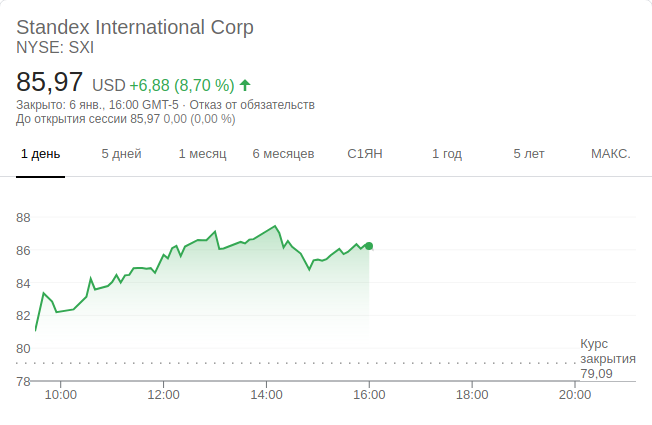 Standex International Corp
NYSE: SXI
85,97 USD +6,88 (8,70 %)
Закрыто: 6 янв., 16:00 GMT-5 · Отказ от обязательств
До открытия сессии 85,97 0,00 (0,00 %)
1 день 5 дней 1 месяц 6 месяцев С1ЯН 1 год 5 лет МАКС.
88
86
84
82
80
78
Курс
закрытия
79,09
10:00 12:00 14:00 16:00 18:00 20:00